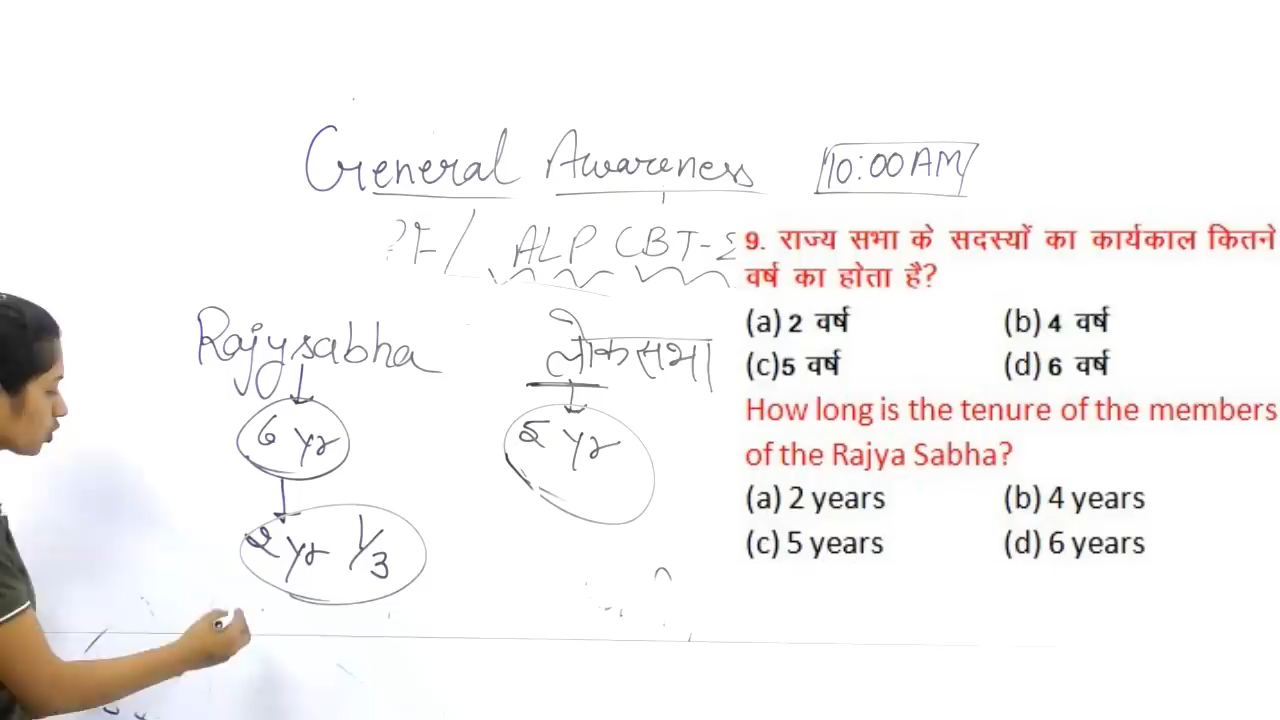 General Awareness 10:00AM
?F/ ALP CBT-
9. राज्य सभा के सदस्यों का कार्यकाल कितने
वर्ष का होता है?
(a) 2 वर्ष (b) 4 वर्ष
(c)5 वर्ष (d) 6 वर्ष
How long is the tenure of the members
of the Rajya Sabha?
(a) 2 years (b) 4 years
(c) 5 years (d) 6 years
Rajysabha
6 yr
2 yr 1/3
लोकसभा
5 yr